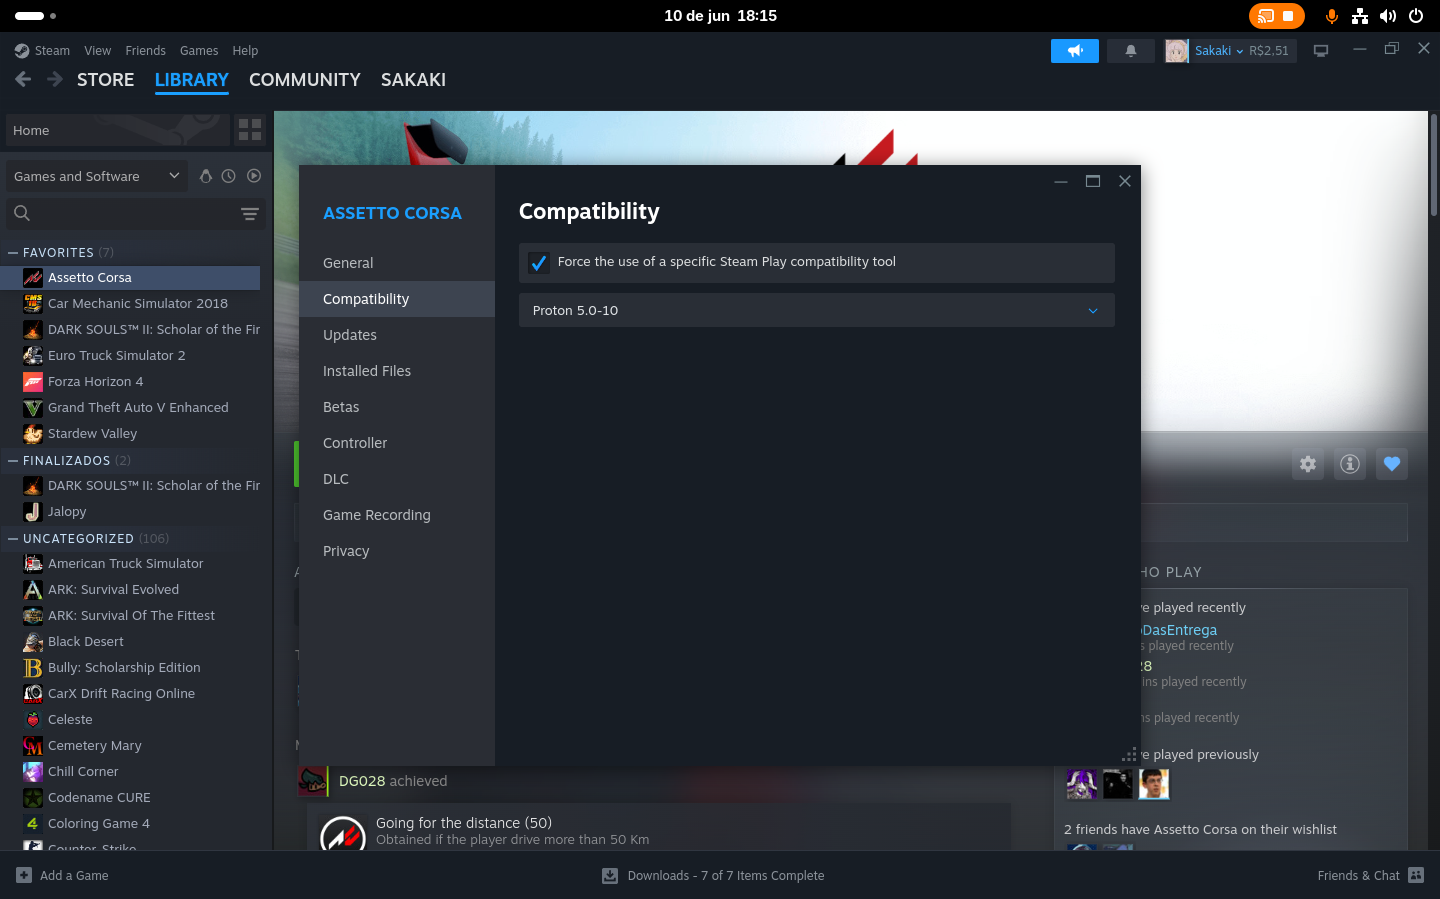 10 de jun 18:15
Steam View Friends Games Help
Sakaki R$2,51
STORE LIBRARY COMMUNITY SAKAKI
Home
Games and Software
FAVORITES (7)
Assetto Corsa
Car Mechanic Simulator 2018
DARK SOULS™ II: Scholar of the Fir
Euro Truck Simulator 2
Forza Horizon 4
Grand Theft Auto V Enhanced
Stardew Valley
FINALIZADOS (2)
DARK SOULS™ II: Scholar of the Fir
Jalopy
UNCATEGORIZED (106)
American Truck Simulator
ARK: Survival Evolved
ARK: Survival Of The Fittest
Black Desert
Bully: Scholarship Edition
CarX Drift Racing Online
Celeste
Cemetery Mary
Chill Corner
Codename CURE
Coloring Game 4
Counter-Strike
ASSETTO CORSA
General
Compatibility
Updates
Installed Files
Betas
Controller
DLC
Game Recording
Privacy
Compatibility
Force the use of a specific Steam Play compatibility tool
Proton 5.0-10
HO PLAY
ve played recently
DasEntrega
s played recently
28
ins played recently
ns played recently
ve played previously
2 friends have Assetto Corsa on their wishlist
DG028 achieved
Going for the distance (50)
Obtained if the player drive more than 50 Km
Add a Game
Downloads - 7 of 7 Items Complete
Friends & Chat